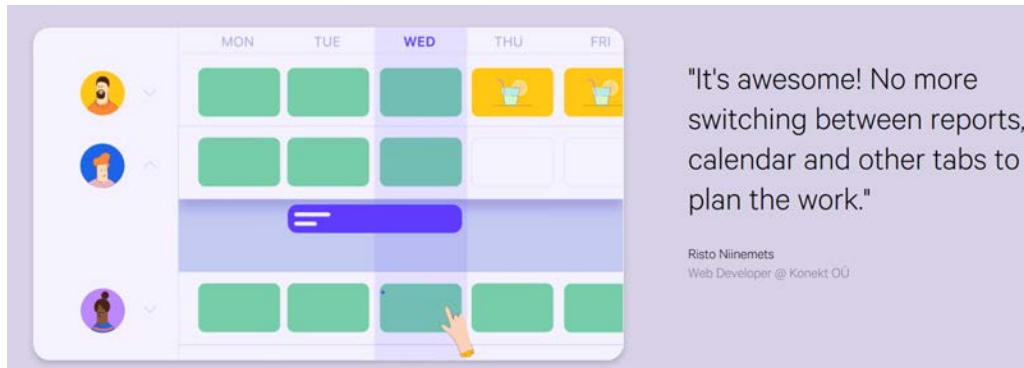 MON TUE WED THU FRI
"It's awesome! No more
switching between reports,
calendar and other tabs to
plan the work."
Risto Niinemets
Web Developer @ Konekt OÜ